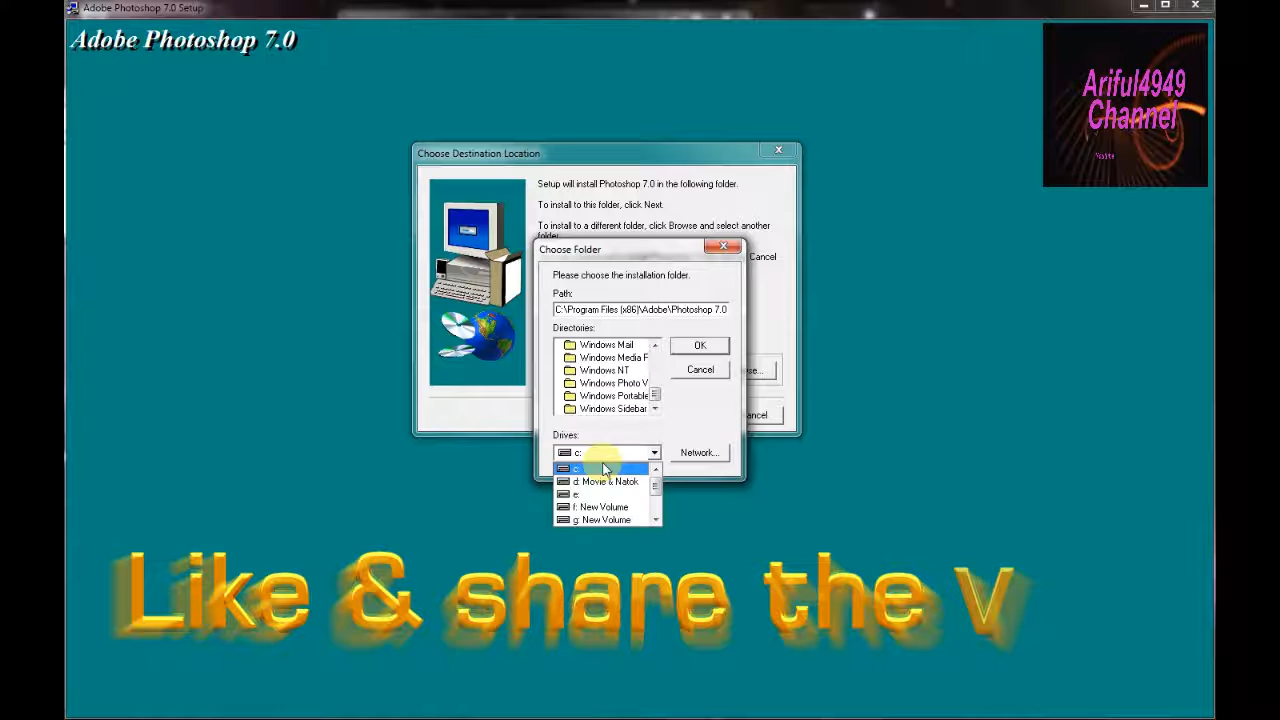 Adobe Photoshop 7.0 Setup
Adobe Photoshop 7.0
Ariful4949
Channel
Choose Destination Location
Setup will install Photoshop 7.0 in the following folder.
To install to this folder, click Next.
To install to a different folder, click Browse and select another
folder.
Cancel
Choose Folder
Please choose the installation folder.
Path:
C:\Program Files (x86)\Adobe\Photoshop 7.0
Directories:
Windows Mail
Windows Media P
Windows NT
Windows Photo V
Windows Portable
Windows Sidebar
OK
Cancel
Drives:
c:
Network...
c:
d: Movie & Natok
e:
f: New Volume
g: New Volume
Like & share the v